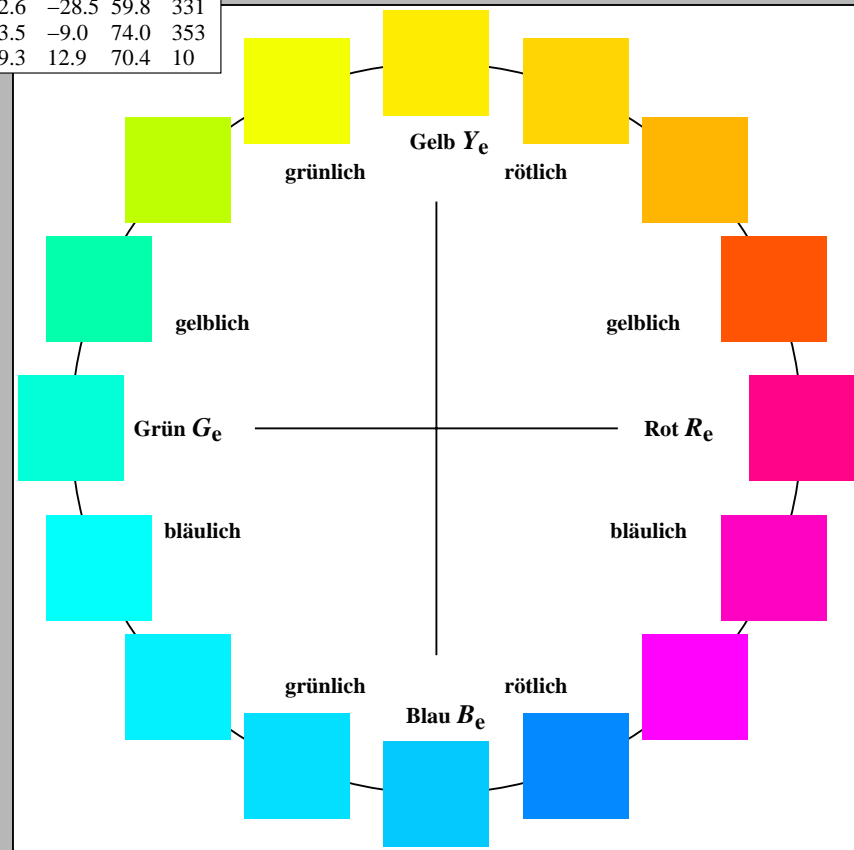 −28.5 59.8 331
−9.0 74.0 353
12.9 70.4 10
Gelb Yₑ
grünlich rötlich
gelblich gelblich
Grün Gₑ Rot Rₑ
bläulich bläulich
grünlich rötlich
Blau Bₑ